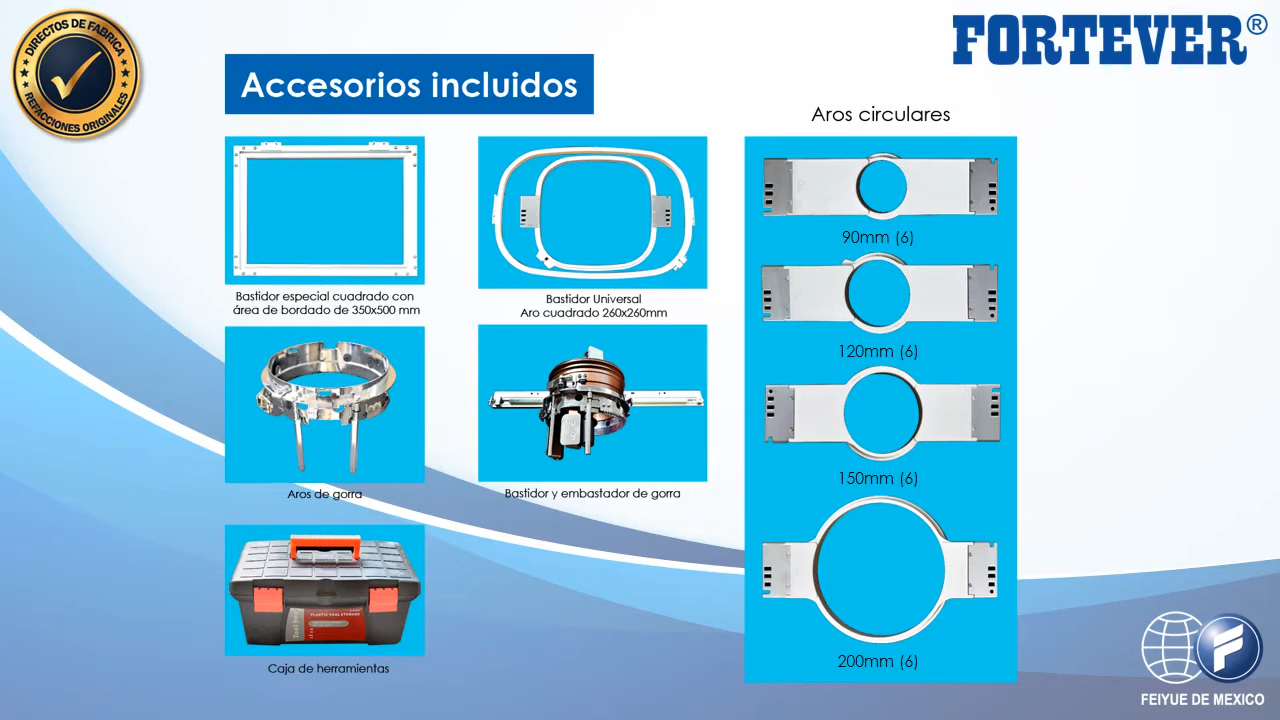 DIRECTOS DE FABRICA
REFACCIONES ORIGINALES
FORTEVER®
Accesorios incluidos
Aros circulares
Bastidor especial cuadrado con
área de bordado de 350x500 mm
Bastidor Universal
Aro cuadrado 260x260mm
90mm (6)
120mm (6)
150mm (6)
200mm (6)
Aros de gorra
Bastidor y embastador de gorra
Tool box
PLASTIC TOOL STORAGE
Caja de herramientas
FEIYUE DE MEXICO